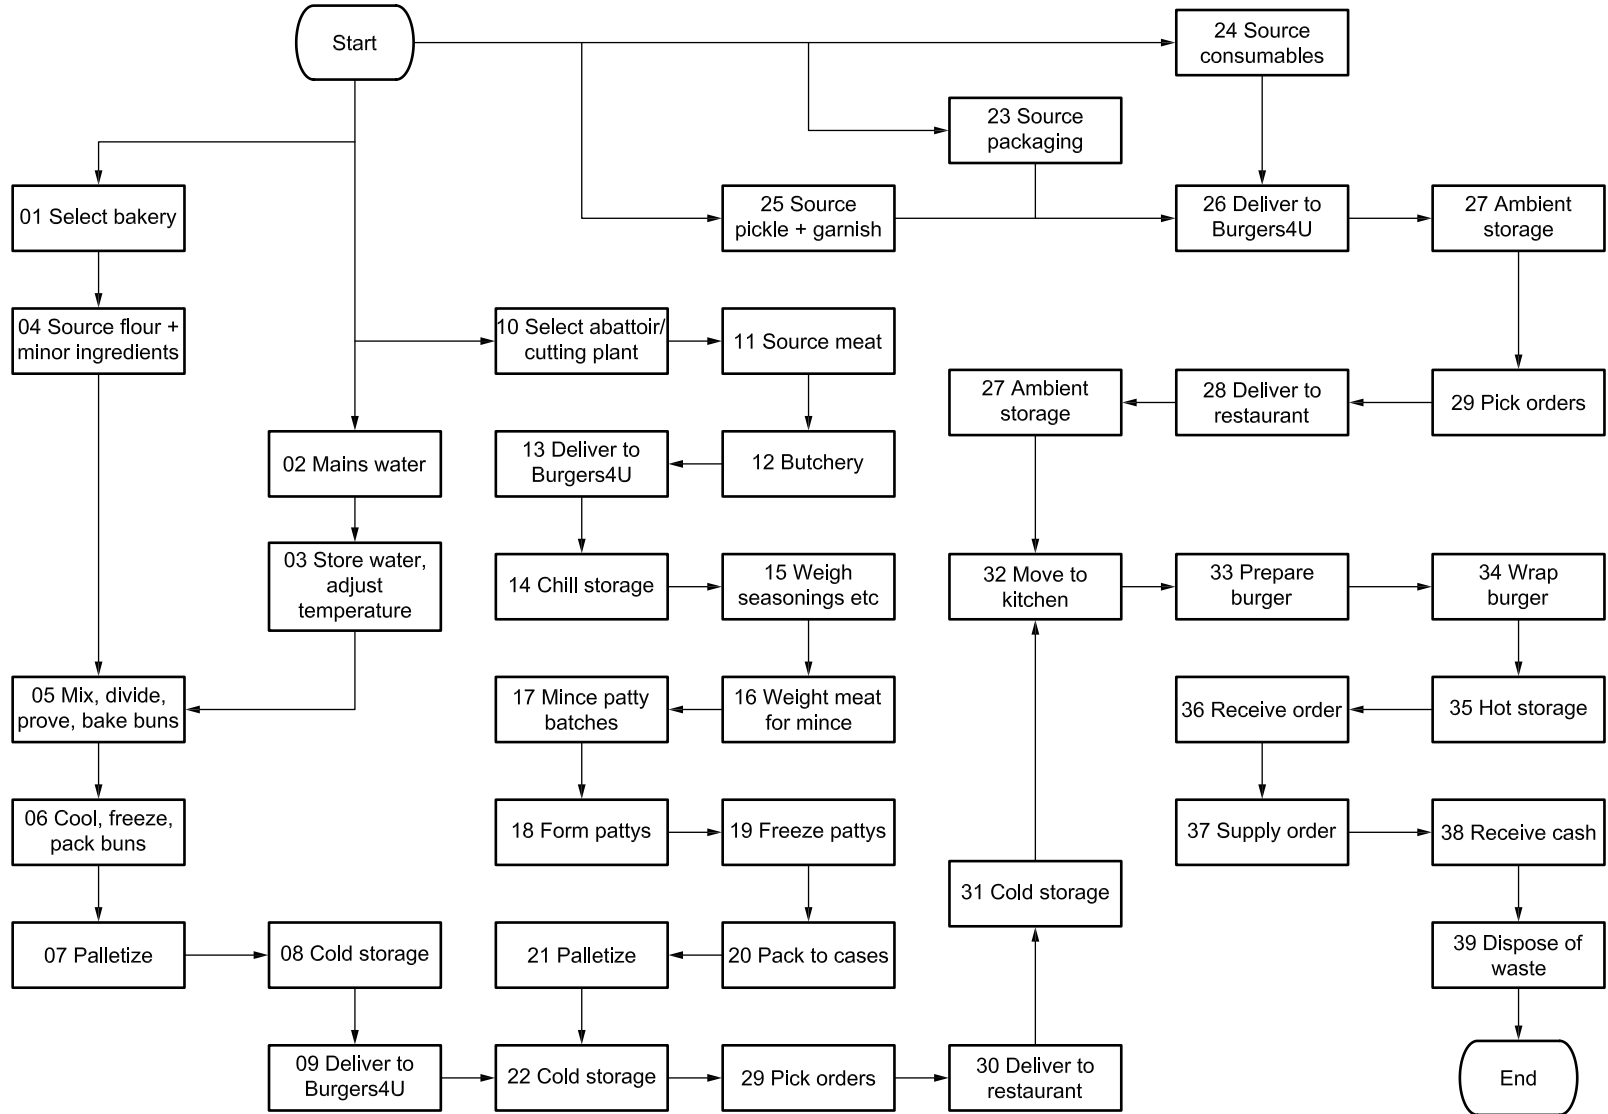 Start
24 Source
consumables
23 Source
packaging
01 Select bakery
25 Source
pickle + garnish
26 Deliver to
Burgers4U
27 Ambient
storage
04 Source flour +
minor ingredients
10 Select abattoir/
cutting plant
11 Source meat
27 Ambient
storage
28 Deliver to
restaurant
29 Pick orders
02 Mains water
13 Deliver to
Burgers4U
12 Butchery
03 Store water,
adjust
temperature
14 Chill storage
15 Weigh
seasonings etc
32 Move to
kitchen
33 Prepare
burger
34 Wrap
burger
05 Mix, divide,
prove, bake buns
17 Mince patty
batches
16 Weight meat
for mince
36 Receive order
35 Hot storage
06 Cool, freeze,
pack buns
18 Form pattys
19 Freeze pattys
37 Supply order
38 Receive cash
31 Cold storage
07 Palletize
08 Cold storage
21 Palletize
20 Pack to cases
39 Dispose of
waste
09 Deliver to
Burgers4U
22 Cold storage
29 Pick orders
30 Deliver to
restaurant
End